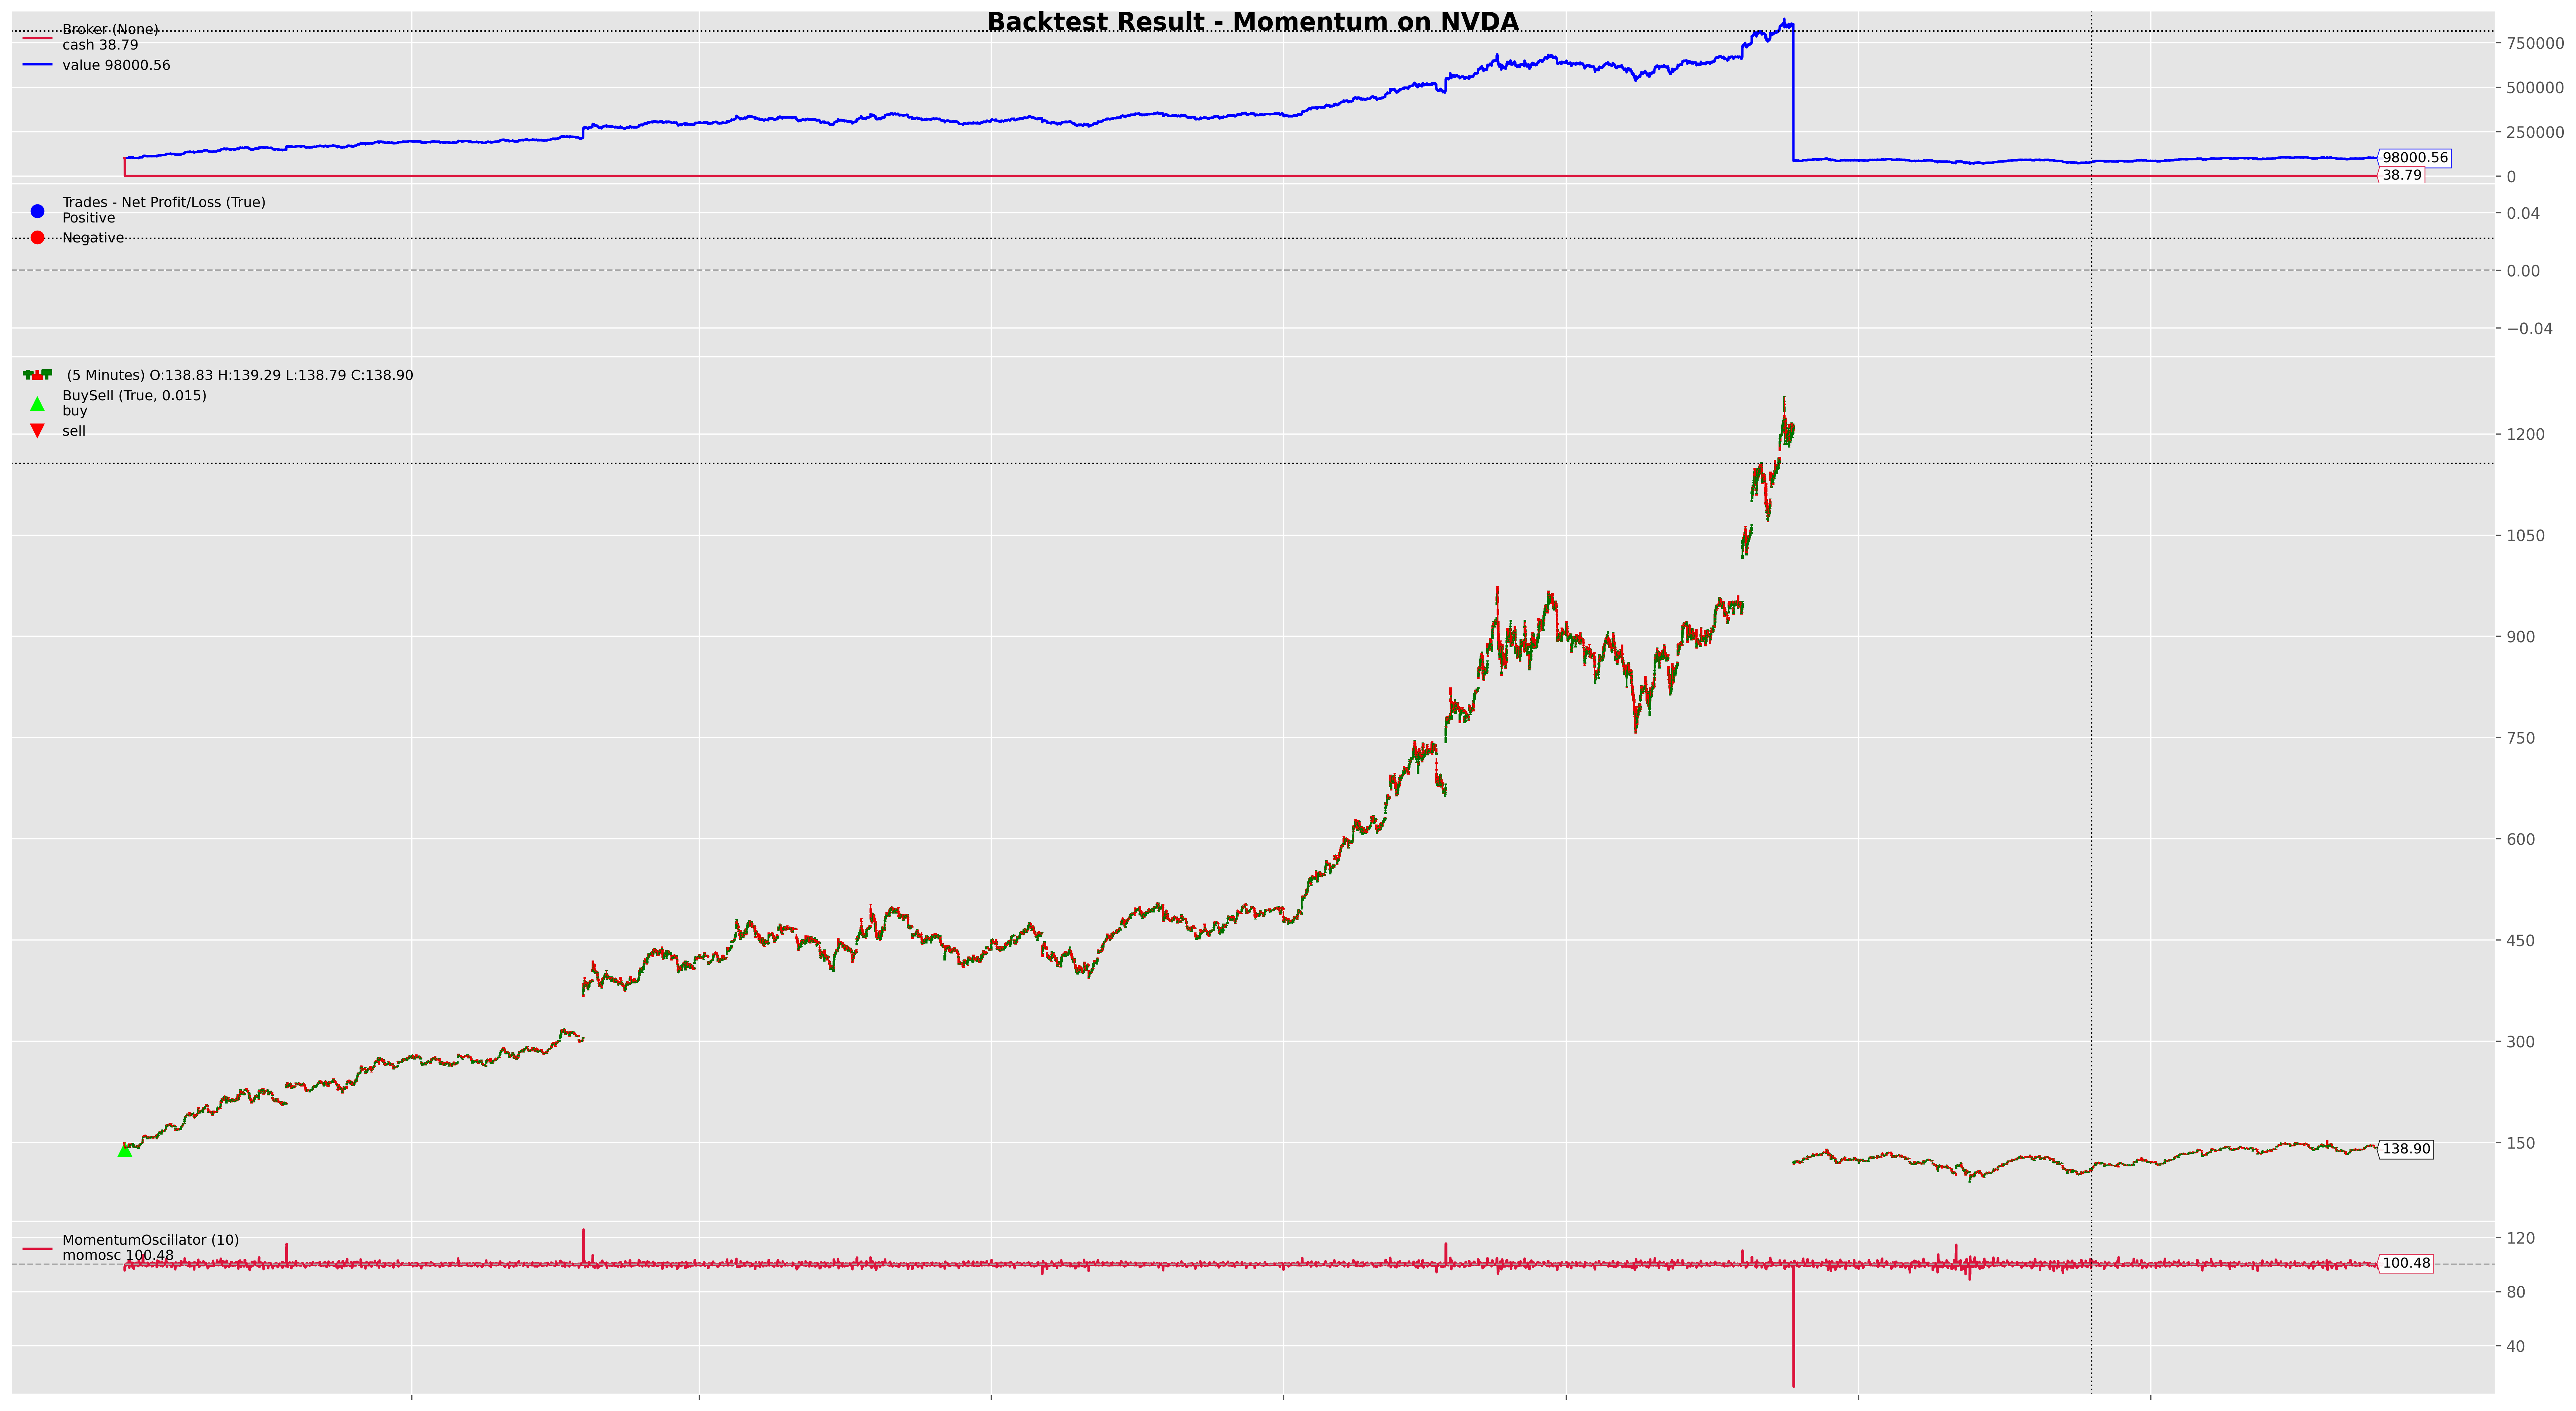 Backtest Result - Momentum on NVDA
Broker (None)
cash 38.79
value 98000.56
750000
500000
250000
0
98000.56
38.79
Trades - Net Profit/Loss (True)
Positive
Negative
0.04
0.00
−0.04
(5 Minutes) O:138.83 H:139.29 L:138.79 C:138.90
BuySell (True, 0.015)
buy
sell
1200
1050
900
750
600
450
300
150
138.90
MomentumOscillator (10)
momosc 100.48
120
80
40
100.48